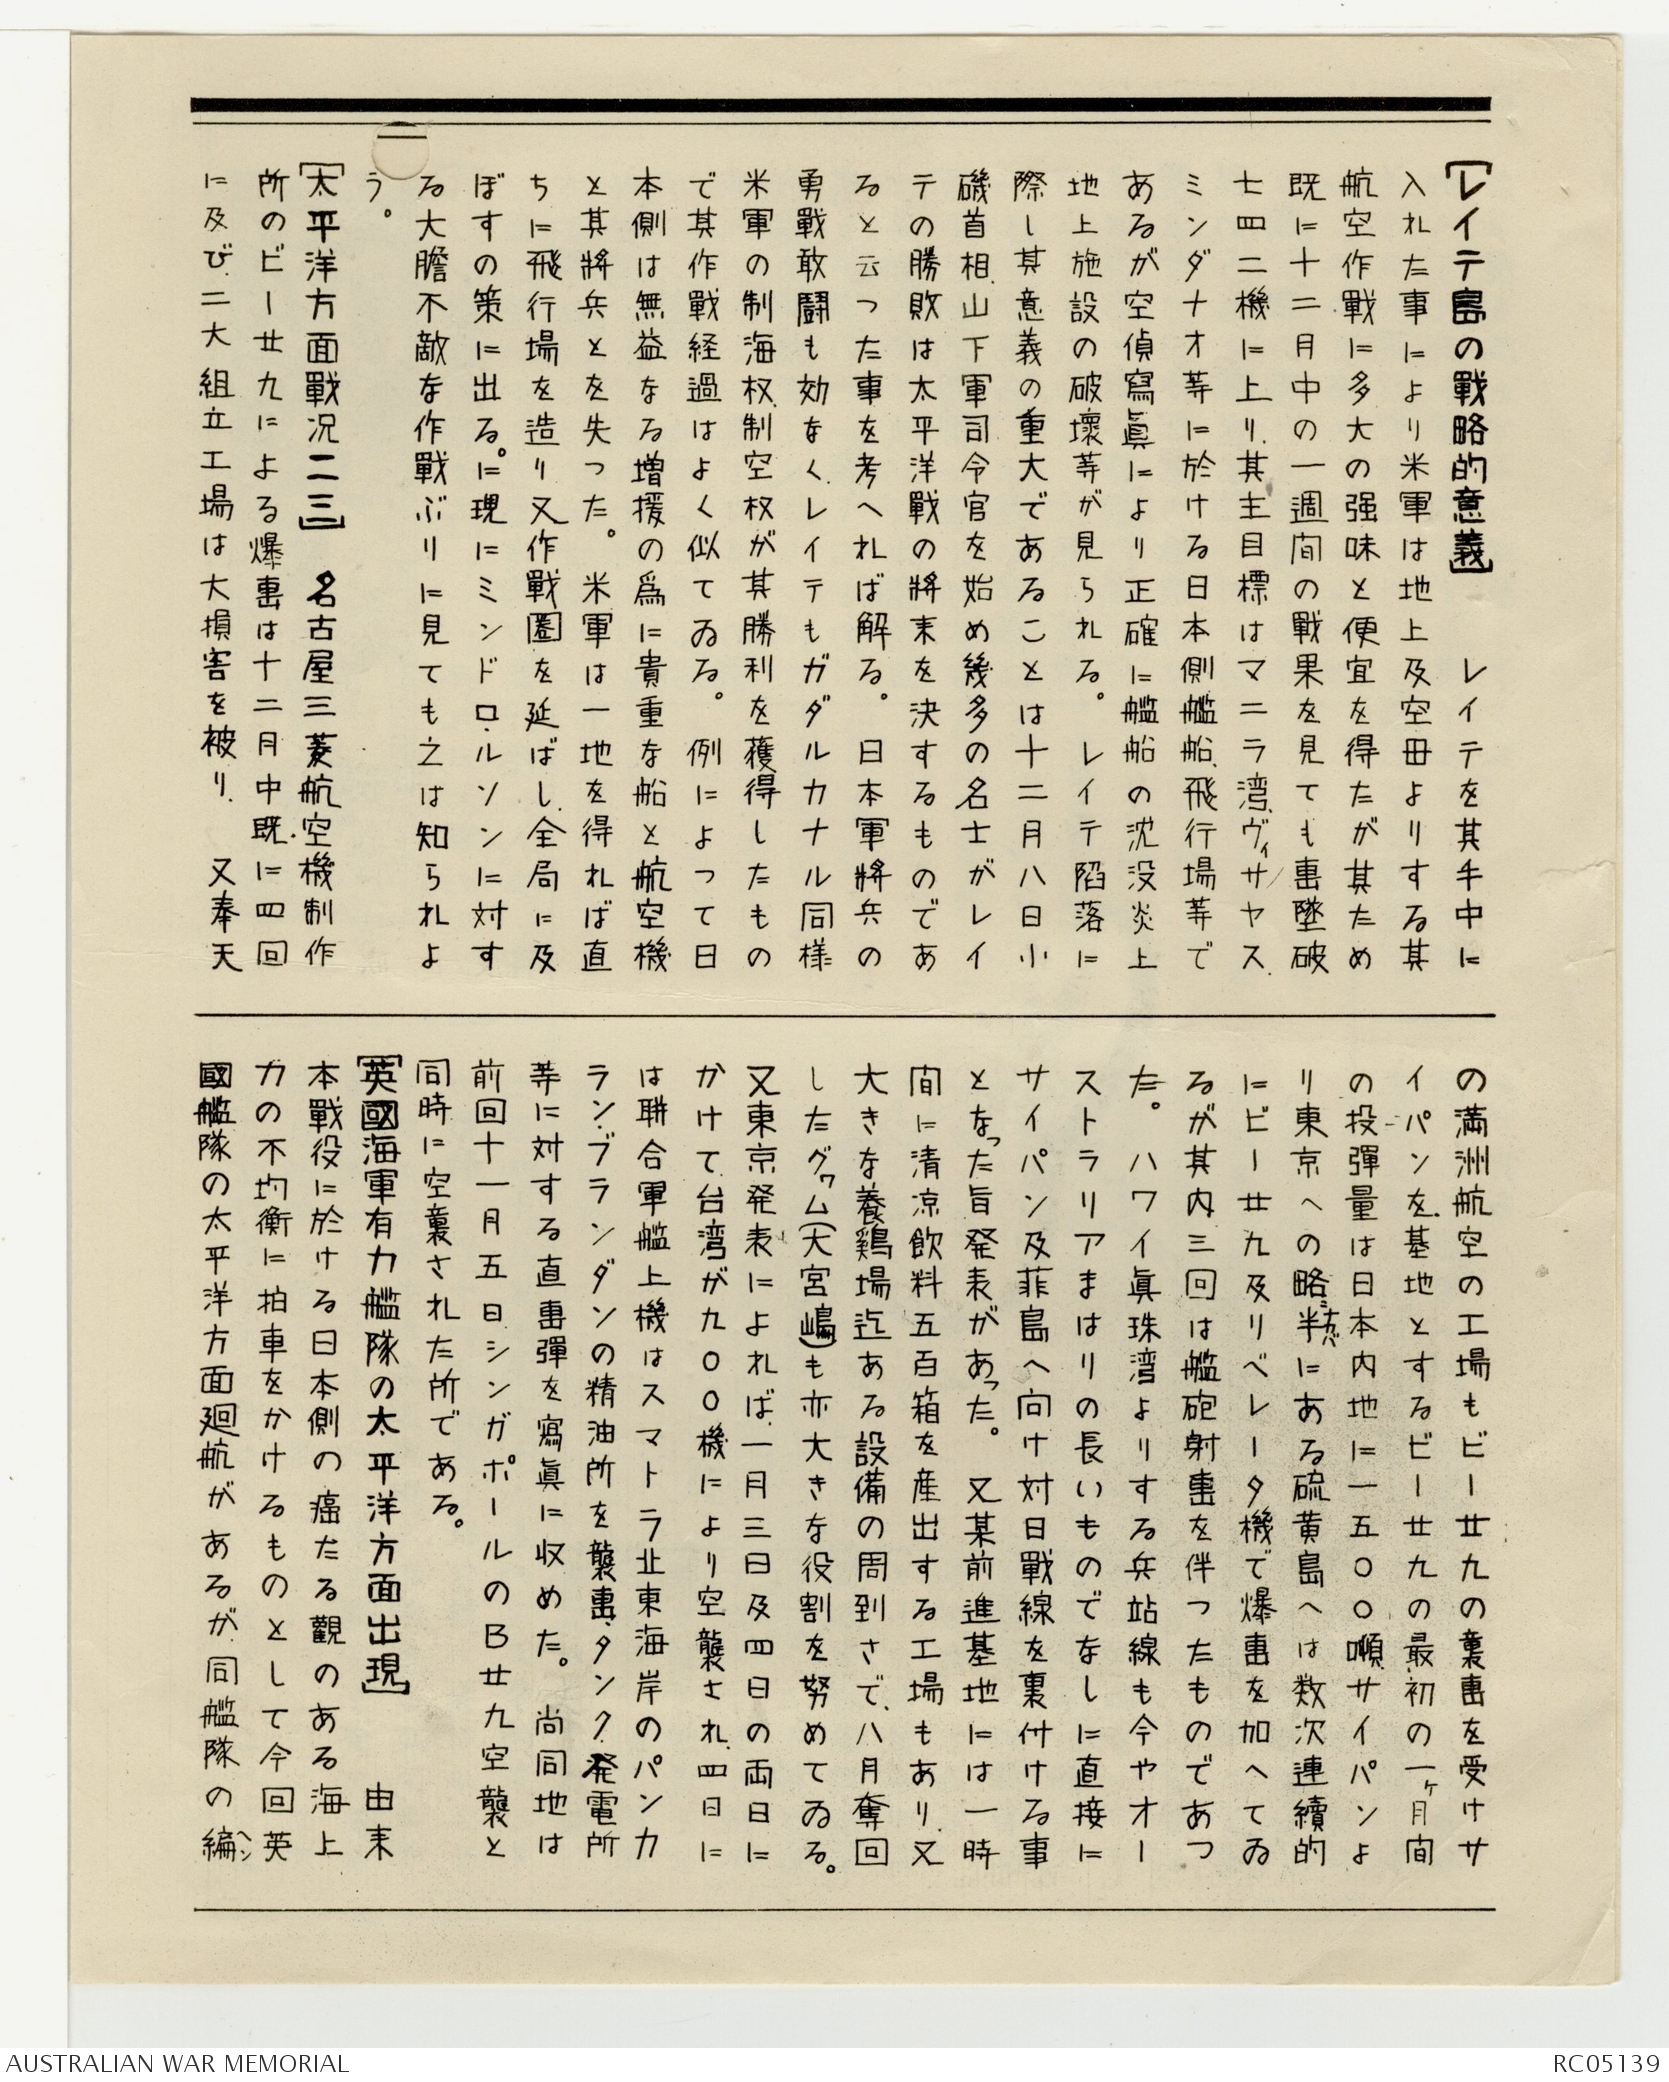 [レイテ島の戰略的意義]　レイテを其手中に
入れた事により米軍は地上及空母よりする其
航空作戰に多大の强味と便宜を得たが其ため
既に十二月中の一週间の戰果を見ても擊墜破
七四二機に上り、其主目標はマニラ湾、ヴィサヤス、
ミンダナオ等に於ける日本側艦船、飛行場等で
あるが空偵寫眞により正確に艦船の沈没炎上
地上施設の破壞等が見られる。　レイテ陷落に
際し其意義の重大であることは十二月八日小
磯首相、山下軍司令官を始め幾多の名士がレイ
テの勝敗は太平洋戰の將来を決するものであ
ると云つた事を考へれば解る。　日本軍將兵の
勇戰敢鬪も効なく、レイテもガダルカナル同様
米軍の制海权、制空权が其勝利を獲得したもの
で其作戰経過はよく似てゐる。　例によつて日
本側は無益なる増援の爲に貴重な船と航空機
と其將兵とを失つた。　米軍は一地を得れば直
ちに飛行場を造り又作戰圏を延ばし、全局に及
ぼすの策に出る。に現にミンドロ、ルソンに対す
る大膽不敵な作戰ぶりに見ても之は知られよ
う。
[太平洋方面戰况二三]　名古屋三菱航空機制作
所のビー廿九による爆擊は十二月中既に四回
に及び、二大組立工場は大損害を被り、　又奉天
の満洲航空の工場もビー廿九の襲擊を受けサ
イパンを基地とするビー廿九の最初の一ヶ月间
の投彈量は日本内地に一五〇〇噸、サイパンよ
り東京への略半ナカバにある硫黄島へは数次連續的
にビー廿九及リベレータ機で爆擊を加へてゐ
るが其内三回は艦砲射擊を伴つたものであつ
た。　ハワイ眞珠湾よりする兵站線も今やオー
ストラリアまはりの長いものでなしに直接に
サイパン及菲島へ向け対日戰線を裏付ける事
となつた旨発表があつた。　又某前進基地には一時
间に清涼飲料五百箱を産出する工場もあり、又
大きな養鷄場迄ある設備の周到さで、八月奪回
したグヮム(大宮嶋)も亦大きな役割を努めてゐる。
又東京発表によれば、一月三日及四日の両日に
かけて台湾が九〇〇機により空襲され、四日に
は聯合軍艦上機はスマトラ北東海岸のパンカ
ラン・ブランダンの精油所を襲擊、タンク、発電所
等に対する直擊彈を寫眞に収めた。　尚同地は
前回十一月五日シンガポールのB廿九空襲と
同時に空襲された所である。
[英國海軍有力艦隊の太平洋方面出現]　由来
本戰役に於ける日本側の癌たる觀のある海上
力の不均衡に拍車をかけるものとして今回英
國艦隊の太平洋方面廻航があるが、同艦隊の編ヘン
AUSTRALIAN WAR MEMORIAL
RC05139